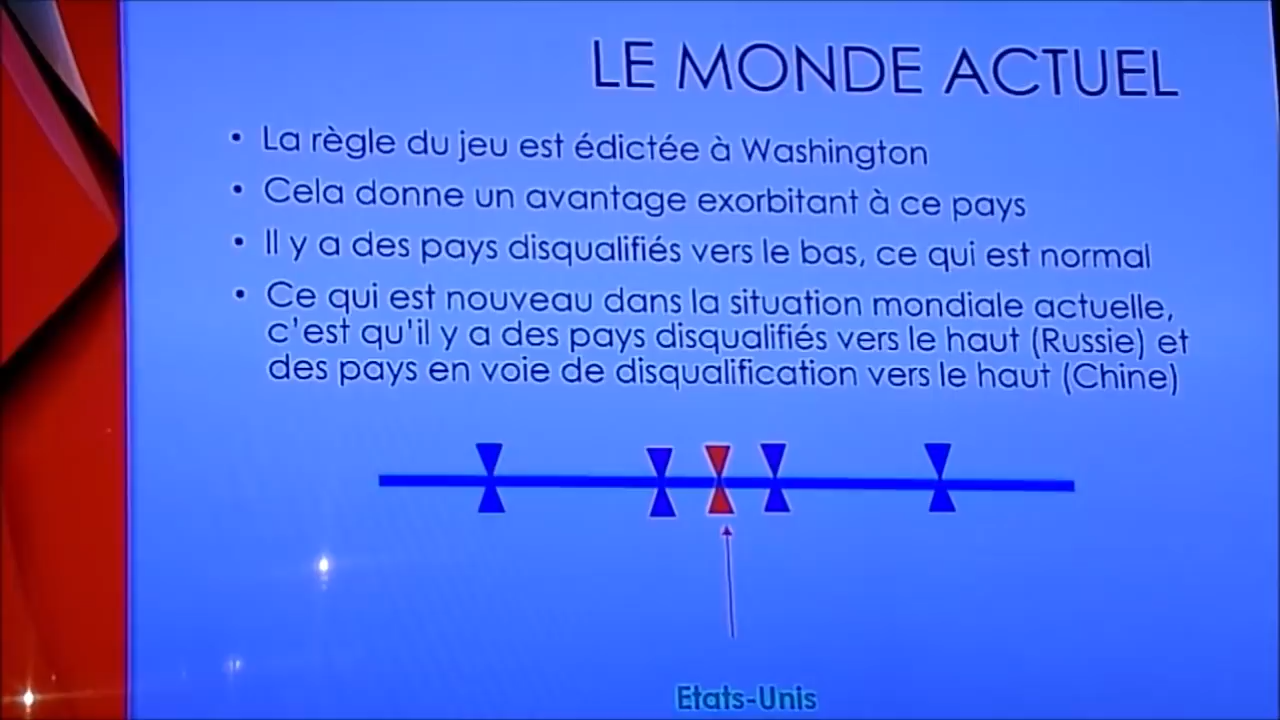 LE MONDE ACTUEL
• La règle du jeu est édictée à Washington
• Cela donne un avantage exorbitant à ce pays
• Il y a des pays disqualifiés vers le bas, ce qui est normal
• Ce qui est nouveau dans la situation mondiale actuelle,
c'est qu'il y a des pays disqualifiés vers le haut (Russie) et
des pays en voie de disqualification vers le haut (Chine)
Etats-Unis